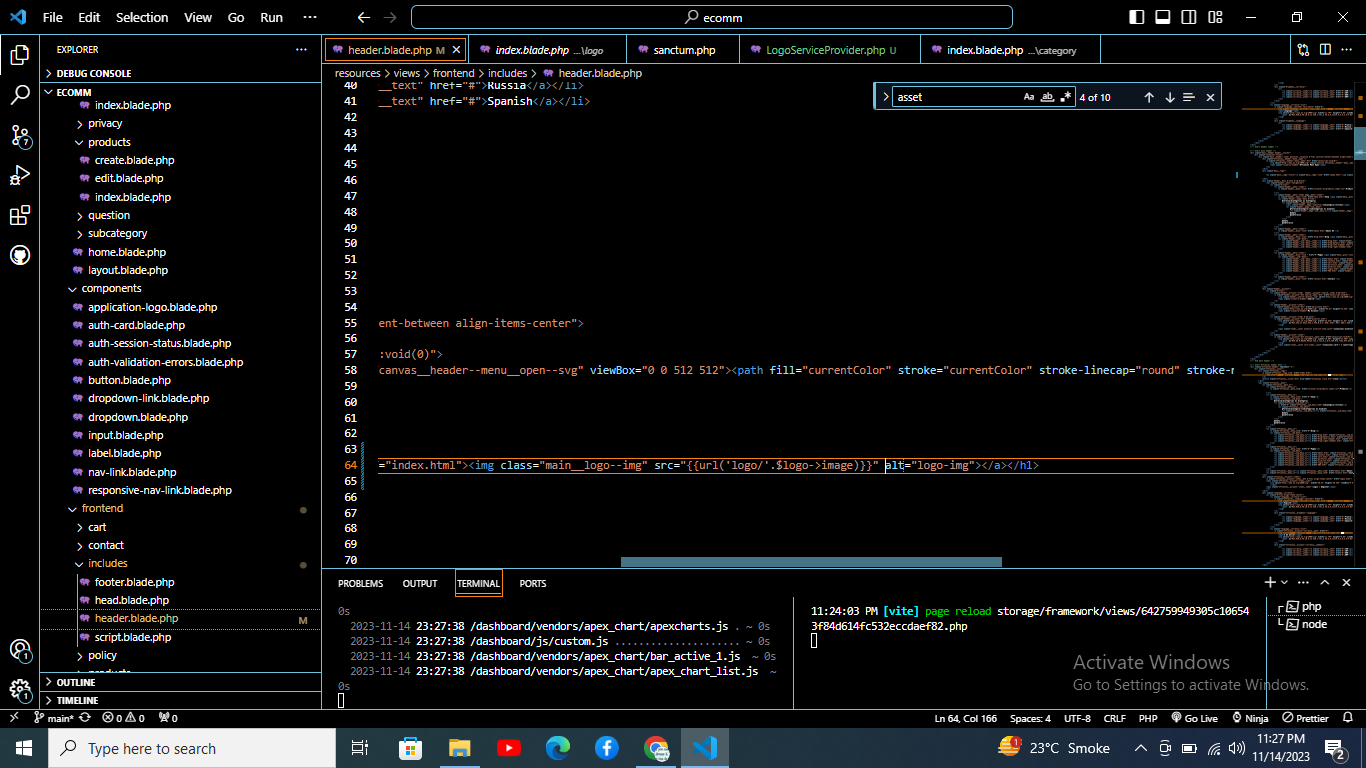 File Edit Selection View Go Run ··· ecomm
EXPLORER ···
header.blade.php M index.blade.php ...\logo sanctum.php LogoServiceProvider.php U index.blade.php ...\category
DEBUG CONSOLE
resources > views > frontend > includes > header.blade.php
ECOMM
index.blade.php
privacy
products
create.blade.php
edit.blade.php
index.blade.php
question
subcategory
home.blade.php
layout.blade.php
components
application-logo.blade.php
auth-card.blade.php
auth-session-status.blade.php
auth-validation-errors.blade.php
button.blade.php
dropdown-link.blade.php
dropdown.blade.php
input.blade.php
label.blade.php
nav-link.blade.php
responsive-nav-link.blade.php
frontend
cart
contact
includes
footer.blade.php
head.blade.php
header.blade.php M
script.blade.php
policy
OUTLINE
TIMELINE
asset Aa ab .* 4 of 10
40 __text" href="#">Russia</a></li>
41 __text" href="#">Spanish</a></li>
42
43
44
45
46
47
48
49
50
51
52
53
54
55 ent-between align-items-center">
56
57 :void(0)">
58 canvas__header--menu__open--svg" viewBox="0 0 512 512"><path fill="currentColor" stroke="currentColor" stroke-linecap="round" stroke-
59
60
61
62
63
64 ="index.html"><img class="main__logo--img" src="{{url('logo/'.$logo->image)}}" alt="logo-img"></a></h1>
65
66
67
68
69
70
PROBLEMS OUTPUT TERMINAL PORTS
0s
2023-11-14 23:27:38 /dashboard/vendors/apex_chart/apexcharts.js . ~ 0s
2023-11-14 23:27:38 /dashboard/js/custom.js ..................... ~ 0s
2023-11-14 23:27:38 /dashboard/vendors/apex_chart/bar_active_1.js ~ 0s
2023-11-14 23:27:38 /dashboard/vendors/apex_chart/apex_chart_list.js ~
0s
11:24:03 PM [vite] page reload storage/framework/views/642759949305c10654
3f84d614fc532eccdaef82.php
php
node
Activate Windows
Go to Settings to activate Windows.
7
1
1
main* 0 0 0 Ln 64, Col 166 Spaces: 4 UTF-8 CRLF PHP Go Live Ninja Prettier
Type here to search 1 23°C Smoke 11:27 PM
11/14/2023 2